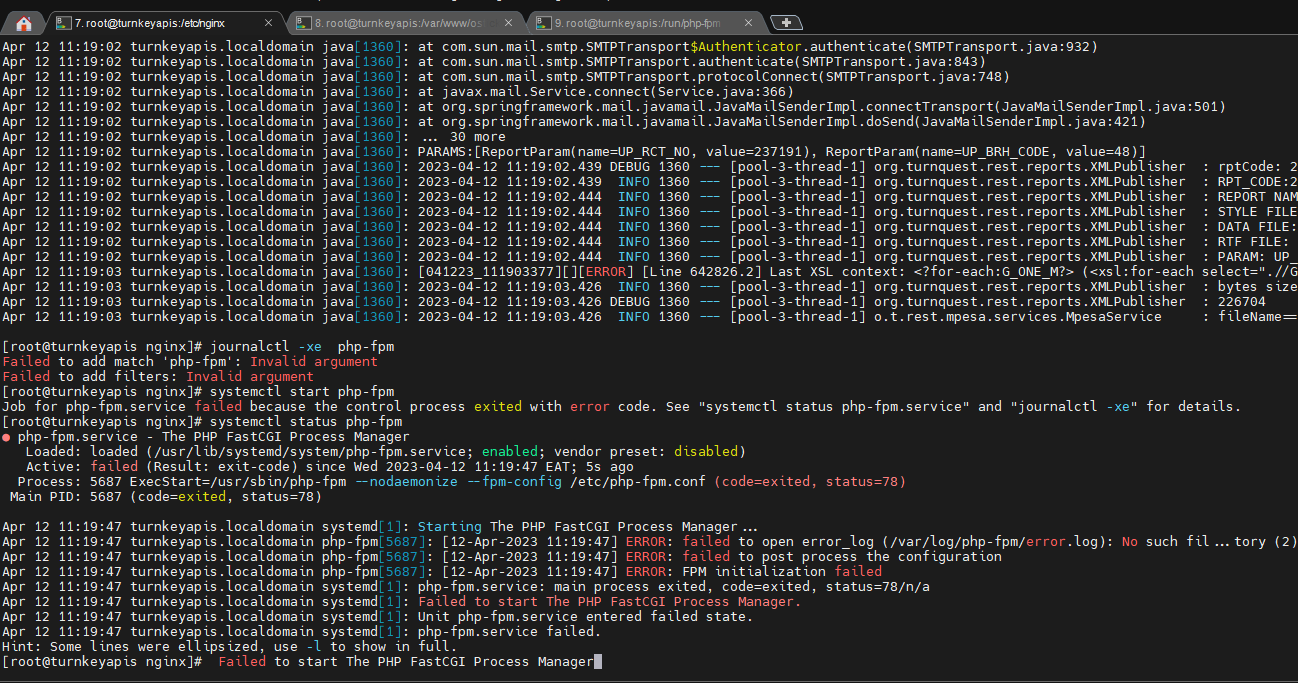 7. root@turnkeyapis:/etc/nginx
8. root@turnkeyapis:/var/www/os
9. root@turnkeyapis:/run/php-fpm
Apr 12 11:19:02 turnkeyapis.localdomain java[1360]: at com.sun.mail.smtp.SMTPTransport$Authenticator.authenticate(SMTPTransport.java:932)
Apr 12 11:19:02 turnkeyapis.localdomain java[1360]: at com.sun.mail.smtp.SMTPTransport.authenticate(SMTPTransport.java:843)
Apr 12 11:19:02 turnkeyapis.localdomain java[1360]: at com.sun.mail.smtp.SMTPTransport.protocolConnect(SMTPTransport.java:748)
Apr 12 11:19:02 turnkeyapis.localdomain java[1360]: at javax.mail.Service.connect(Service.java:366)
Apr 12 11:19:02 turnkeyapis.localdomain java[1360]: at org.springframework.mail.javamail.JavaMailSenderImpl.connectTransport(JavaMailSenderImpl.java:501)
Apr 12 11:19:02 turnkeyapis.localdomain java[1360]: at org.springframework.mail.javamail.JavaMailSenderImpl.doSend(JavaMailSenderImpl.java:421)
Apr 12 11:19:02 turnkeyapis.localdomain java[1360]: ... 30 more
Apr 12 11:19:02 turnkeyapis.localdomain java[1360]: PARAMS:[ReportParam(name=UP_RCT_NO, value=237191), ReportParam(name=UP_BRH_CODE, value=48)]
Apr 12 11:19:02 turnkeyapis.localdomain java[1360]: 2023-04-12 11:19:02.439 DEBUG 1360 --- [pool-3-thread-1] org.turnquest.rest.reports.XMLPublisher : rptCode: 2
Apr 12 11:19:02 turnkeyapis.localdomain java[1360]: 2023-04-12 11:19:02.439 INFO 1360 --- [pool-3-thread-1] org.turnquest.rest.reports.XMLPublisher : RPT_CODE:2
Apr 12 11:19:02 turnkeyapis.localdomain java[1360]: 2023-04-12 11:19:02.444 INFO 1360 --- [pool-3-thread-1] org.turnquest.rest.reports.XMLPublisher : REPORT NAM
Apr 12 11:19:02 turnkeyapis.localdomain java[1360]: 2023-04-12 11:19:02.444 INFO 1360 --- [pool-3-thread-1] org.turnquest.rest.reports.XMLPublisher : STYLE FILE
Apr 12 11:19:02 turnkeyapis.localdomain java[1360]: 2023-04-12 11:19:02.444 INFO 1360 --- [pool-3-thread-1] org.turnquest.rest.reports.XMLPublisher : DATA FILE:
Apr 12 11:19:02 turnkeyapis.localdomain java[1360]: 2023-04-12 11:19:02.444 INFO 1360 --- [pool-3-thread-1] org.turnquest.rest.reports.XMLPublisher : RTF FILE:
Apr 12 11:19:02 turnkeyapis.localdomain java[1360]: 2023-04-12 11:19:02.444 INFO 1360 --- [pool-3-thread-1] org.turnquest.rest.reports.XMLPublisher : PARAM: UP_
Apr 12 11:19:03 turnkeyapis.localdomain java[1360]: [041223_111903377][][ERROR] [Line 642826.2] Last XSL context: <?for-each:G_ONE_M?> (<xsl:for-each select=".//G
Apr 12 11:19:03 turnkeyapis.localdomain java[1360]: 2023-04-12 11:19:03.426 INFO 1360 --- [pool-3-thread-1] org.turnquest.rest.reports.XMLPublisher : bytes size
Apr 12 11:19:03 turnkeyapis.localdomain java[1360]: 2023-04-12 11:19:03.426 DEBUG 1360 --- [pool-3-thread-1] org.turnquest.rest.reports.XMLPublisher : 226704
Apr 12 11:19:03 turnkeyapis.localdomain java[1360]: 2023-04-12 11:19:03.426 INFO 1360 --- [pool-3-thread-1] o.t.rest.mpesa.services.MpesaService : fileName==
[root@turnkeyapis nginx]# journalctl -xe php-fpm
Failed to add match 'php-fpm': Invalid argument
Failed to add filters: Invalid argument
[root@turnkeyapis nginx]# systemctl start php-fpm
Job for php-fpm.service failed because the control process exited with error code. See "systemctl status php-fpm.service" and "journalctl -xe" for details.
[root@turnkeyapis nginx]# systemctl status php-fpm
● php-fpm.service - The PHP FastCGI Process Manager
Loaded: loaded (/usr/lib/systemd/system/php-fpm.service; enabled; vendor preset: disabled)
Active: failed (Result: exit-code) since Wed 2023-04-12 11:19:47 EAT; 5s ago
Process: 5687 ExecStart=/usr/sbin/php-fpm --nodaemonize --fpm-config /etc/php-fpm.conf (code=exited, status=78)
Main PID: 5687 (code=exited, status=78)
Apr 12 11:19:47 turnkeyapis.localdomain systemd[1]: Starting The PHP FastCGI Process Manager...
Apr 12 11:19:47 turnkeyapis.localdomain php-fpm[5687]: [12-Apr-2023 11:19:47] ERROR: failed to open error_log (/var/log/php-fpm/error.log): No such fil...tory (2)
Apr 12 11:19:47 turnkeyapis.localdomain php-fpm[5687]: [12-Apr-2023 11:19:47] ERROR: failed to post process the configuration
Apr 12 11:19:47 turnkeyapis.localdomain php-fpm[5687]: [12-Apr-2023 11:19:47] ERROR: FPM initialization failed
Apr 12 11:19:47 turnkeyapis.localdomain systemd[1]: php-fpm.service: main process exited, code=exited, status=78/n/a
Apr 12 11:19:47 turnkeyapis.localdomain systemd[1]: Failed to start The PHP FastCGI Process Manager.
Apr 12 11:19:47 turnkeyapis.localdomain systemd[1]: Unit php-fpm.service entered failed state.
Apr 12 11:19:47 turnkeyapis.localdomain systemd[1]: php-fpm.service failed.
Hint: Some lines were ellipsized, use -l to show in full.
[root@turnkeyapis nginx]# Failed to start The PHP FastCGI Process Manager